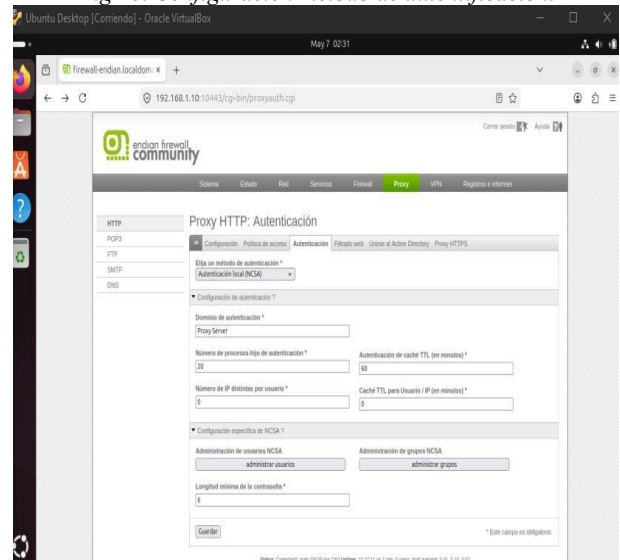 Ubuntu Desktop [Corriendo] - Oracle VirtualBox
May 7 02:31
firewall-endian.localdom
192.168.1.10:10443/cgi-bin/proxyauth.cgi
Cerrar sesión Ayuda
endian firewall
community
Sistema Estado Red Servicios Firewall Proxy VPN Registros e informes
HTTP
POP3
FTP
SMTP
DNS
Proxy HTTP: Autenticación
» Configuración Política de acceso Autenticación Filtrado web Unirse al Active Directory Proxy HTTPS
Elija un método de autenticación *
Autenticación local (NCSA)
Configuración de autenticación ?
Dominio de autenticación *
Proxy Server
Número de procesos-hijo de autenticación * Autenticación de caché TTL (en minutos) *
20 60
Número de IP distintas por usuario * Caché TTL para Usuario / IP (en minutos) *
0 0
Configuración específica de NCSA ?
Administración de usuarios NCSA Administración de grupos NCSA
administrar usuarios administrar grupos
Longitud mínima de la contraseña *
6
Guardar * Este campo es obligatorio.